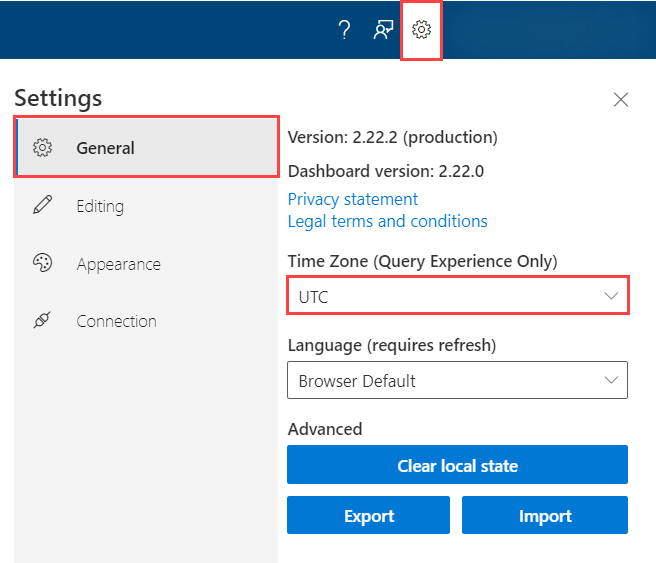 ?
Settings
General
Editing
Appearance
Connection
Version: 2.22.2 (production)
Dashboard version: 2.22.0
Privacy statement
Legal terms and conditions
Time Zone (Query Experience Only)
UTC
Language (requires refresh)
Browser Default
Advanced
Clear local state
Export
Import